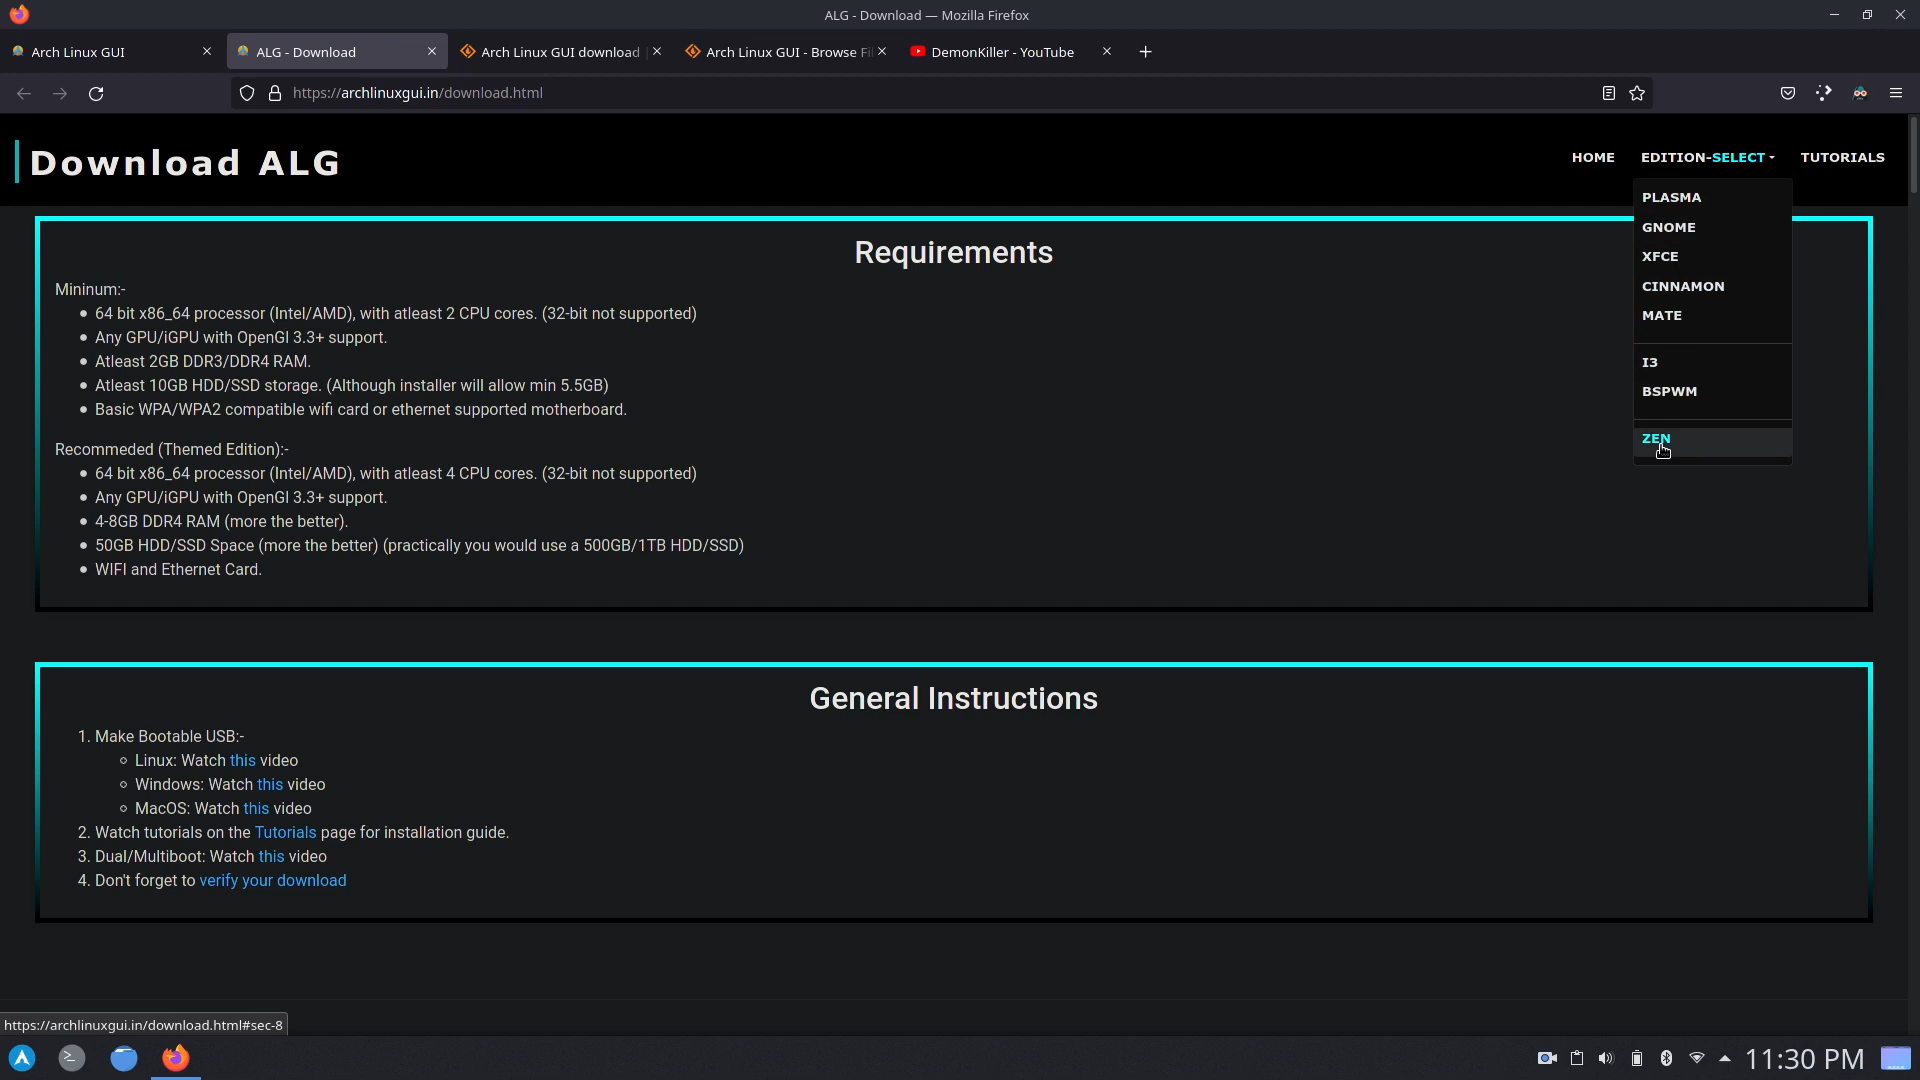 ALG - Download — Mozilla Firefox
Arch Linux GUI
ALG - Download
Arch Linux GUI download
Arch Linux GUI - Browse Fi
DemonKiller - YouTube
https://archlinuxgui.in/download.html
Download ALG
HOME
EDITION-SELECT
TUTORIALS
PLASMA
GNOME
XFCE
CINNAMON
MATE
I3
BSPWM
ZEN
Requirements
Mininum:-
64 bit x86_64 processor (Intel/AMD), with atleast 2 CPU cores. (32-bit not supported)
Any GPU/iGPU with OpenGl 3.3+ support.
Atleast 2GB DDR3/DDR4 RAM.
Atleast 10GB HDD/SSD storage. (Although installer will allow min 5.5GB)
Basic WPA/WPA2 compatible wifi card or ethernet supported motherboard.
Recommeded (Themed Edition):-
64 bit x86_64 processor (Intel/AMD), with atleast 4 CPU cores. (32-bit not supported)
Any GPU/iGPU with OpenGl 3.3+ support.
4-8GB DDR4 RAM (more the better).
50GB HDD/SSD Space (more the better) (practically you would use a 500GB/1TB HDD/SSD)
WIFI and Ethernet Card.
General Instructions
1. Make Bootable USB:-
Linux: Watch this video
Windows: Watch this video
MacOS: Watch this video
2. Watch tutorials on the Tutorials page for installation guide.
3. Dual/Multiboot: Watch this video
4. Don't forget to verify your download
https://archlinuxgui.in/download.html#sec-8
11:30 PM